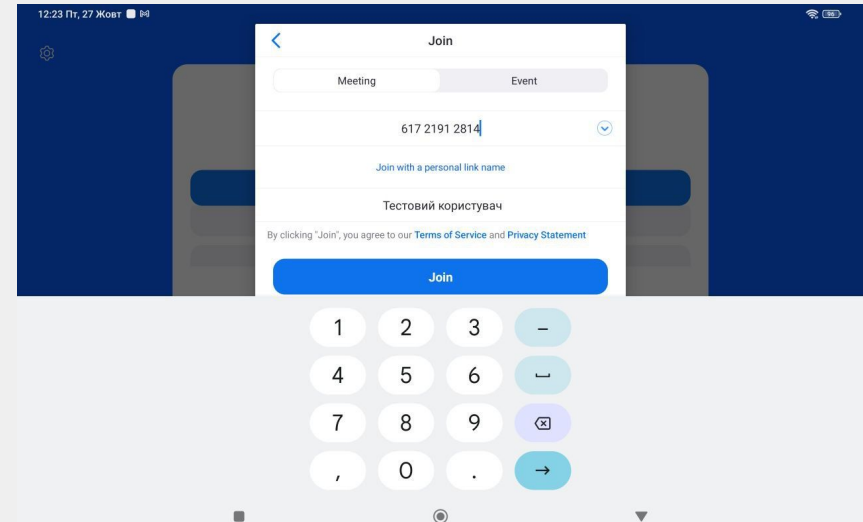 12:23 Пт, 27 Жовт
96
Join
Meeting
Event
617 2191 2814
Join with a personal link name
Тестовий користувач
By clicking "Join", you agree to our Terms of Service and Privacy Statement
Join
1 2 3 –
4 5 6
7 8 9
, 0 .